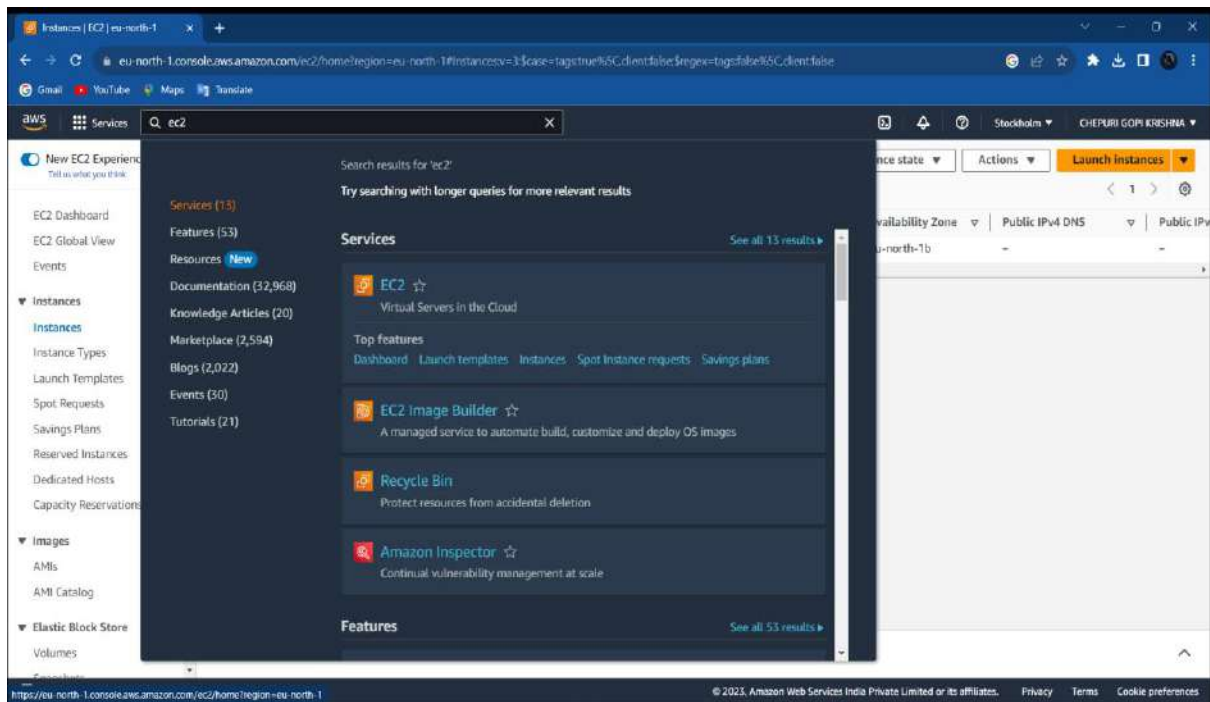 Instances | EC2 | eu-north-1
eu-north-1.console.aws.amazon.com/ec2/home?region=eu-north-1#Instances:v=3;$case=tags:true%5C,client:false;$regex=tags:false%5C,client:false
Gmail YouTube Maps Translate
aws Services ec2 Stockholm CHEPURI GOPI KRISHNA
New EC2 Experienc
Tell us what you think
EC2 Dashboard
EC2 Global View
Events
Instances
Instances
Instance Types
Launch Templates
Spot Requests
Savings Plans
Reserved Instances
Dedicated Hosts
Capacity Reservations
Images
AMIs
AMI Catalog
Elastic Block Store
Volumes
Search results for 'ec2'
Try searching with longer queries for more relevant results
Services (13)
Features (53)
Resources New
Documentation (32,968)
Knowledge Articles (20)
Marketplace (2,594)
Blogs (2,022)
Events (30)
Tutorials (21)
Services See all 13 results
EC2
Virtual Servers in the Cloud
Top features
Dashboard Launch templates Instances Spot Instance requests Savings plans
EC2 Image Builder
A managed service to automate build, customize and deploy OS images
Recycle Bin
Protect resources from accidental deletion
Amazon Inspector
Continual vulnerability management at scale
Features See all 53 results
nce state Actions Launch instances
1
vailability Zone Public IPv4 DNS Public IPv
u-north-1b – –
https://eu-north-1.console.aws.amazon.com/ec2/home?region=eu-north-1
© 2023, Amazon Web Services India Private Limited or its affiliates. Privacy Terms Cookie preferences